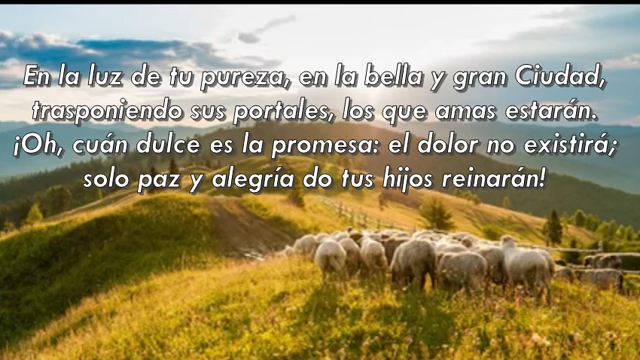 En la luz de tu pureza, en la bella y gran Ciudad,
trasponiendo sus portales, los que amas estarán.
¡Oh, cuán dulce es la promesa: el dolor no existirá;
solo paz y alegría do tus hijos reinarán!